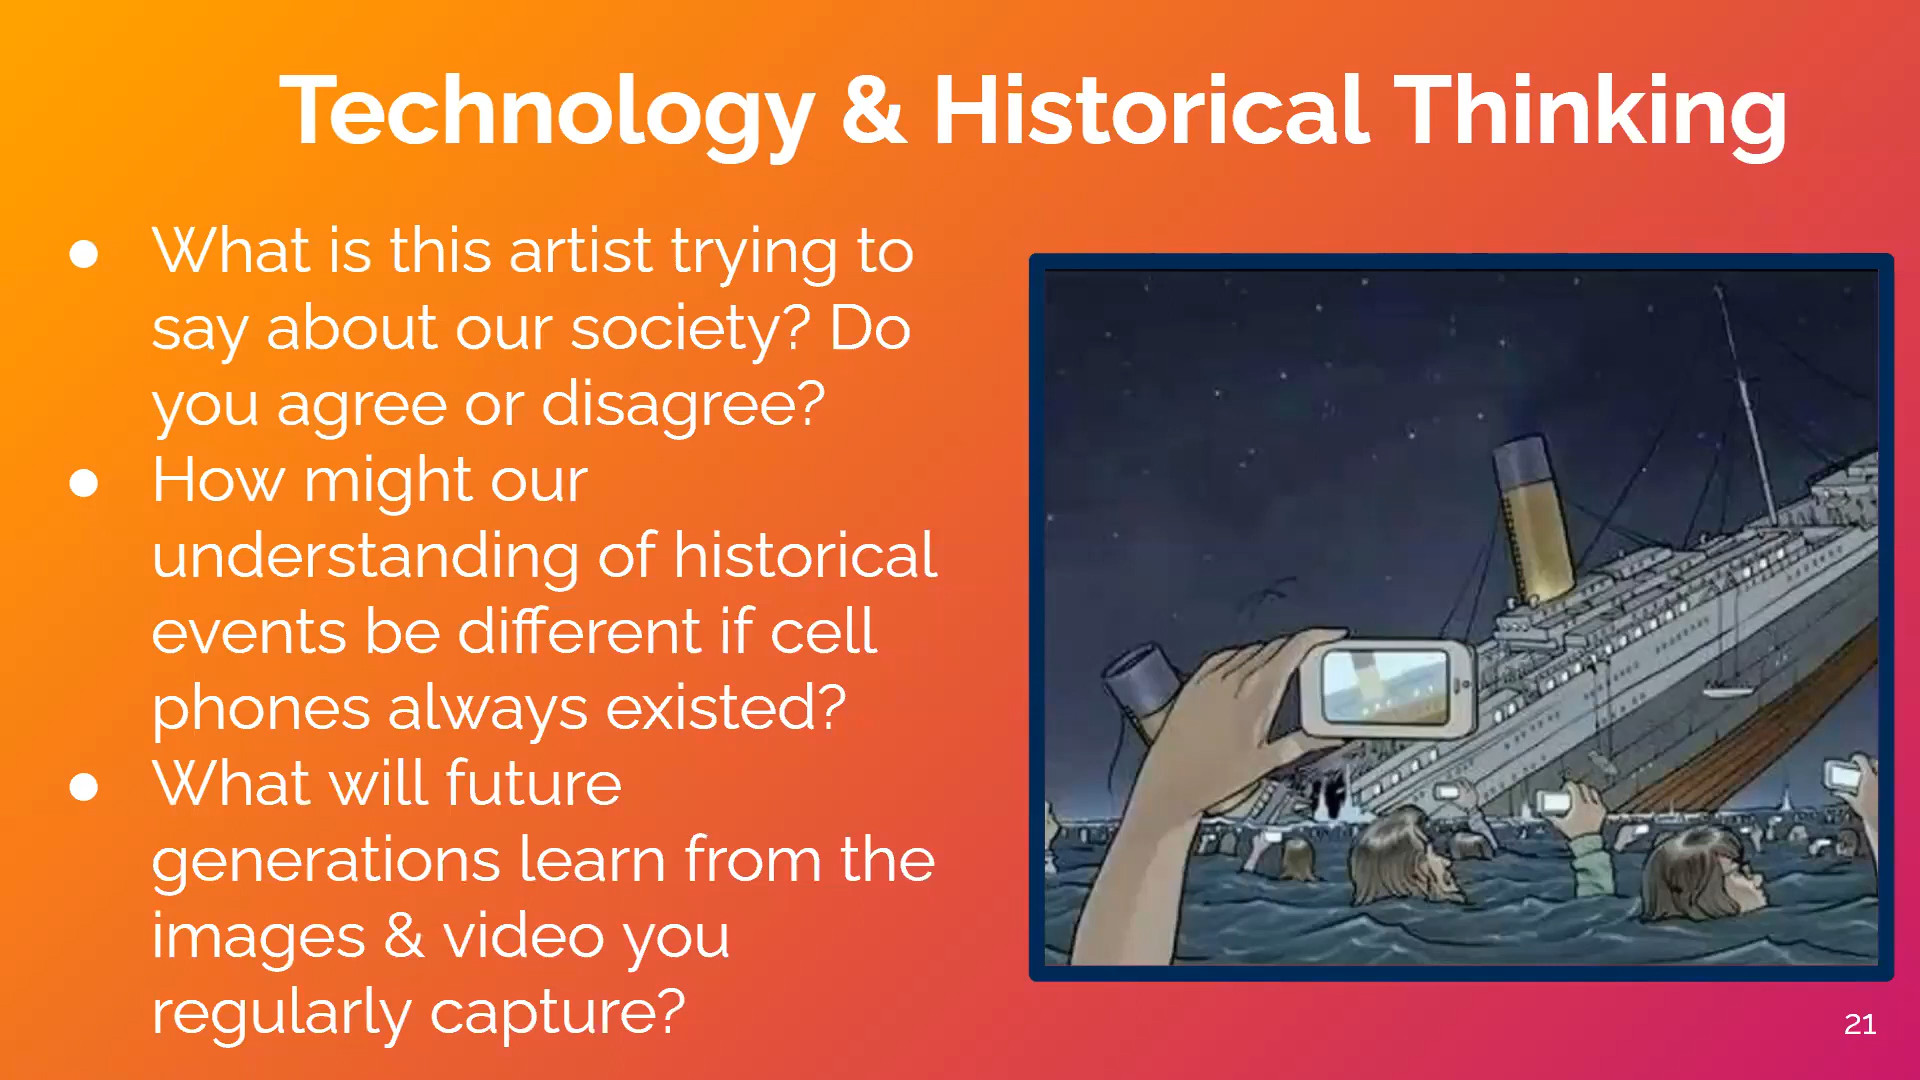 Technology & Historical Thinking
● What is this artist trying to
say about our society? Do
you agree or disagree?
● How might our
understanding of historical
events be different if cell
phones always existed?
● What will future
generations learn from the
images & video you
regularly capture?
21